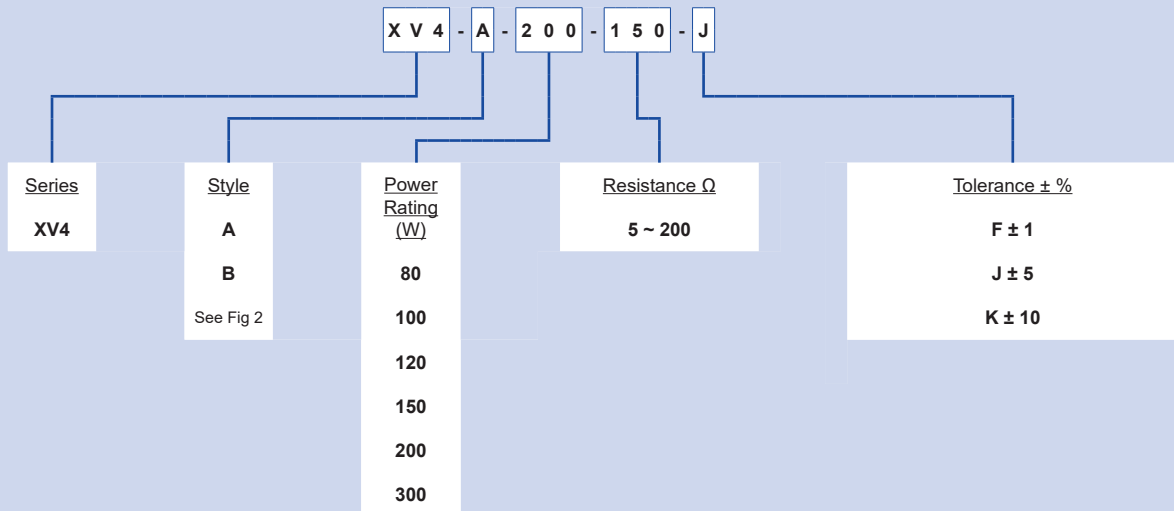 X V 4 - A - 2 0 0 - 1 5 0 - J
Series
XV4
Style
A
B
See Fig 2
Power
Rating
(W)
80
100
120
150
200
300
Resistance Ω
5 ~ 200
Tolerance ± %
F ± 1
J ± 5
K ± 10